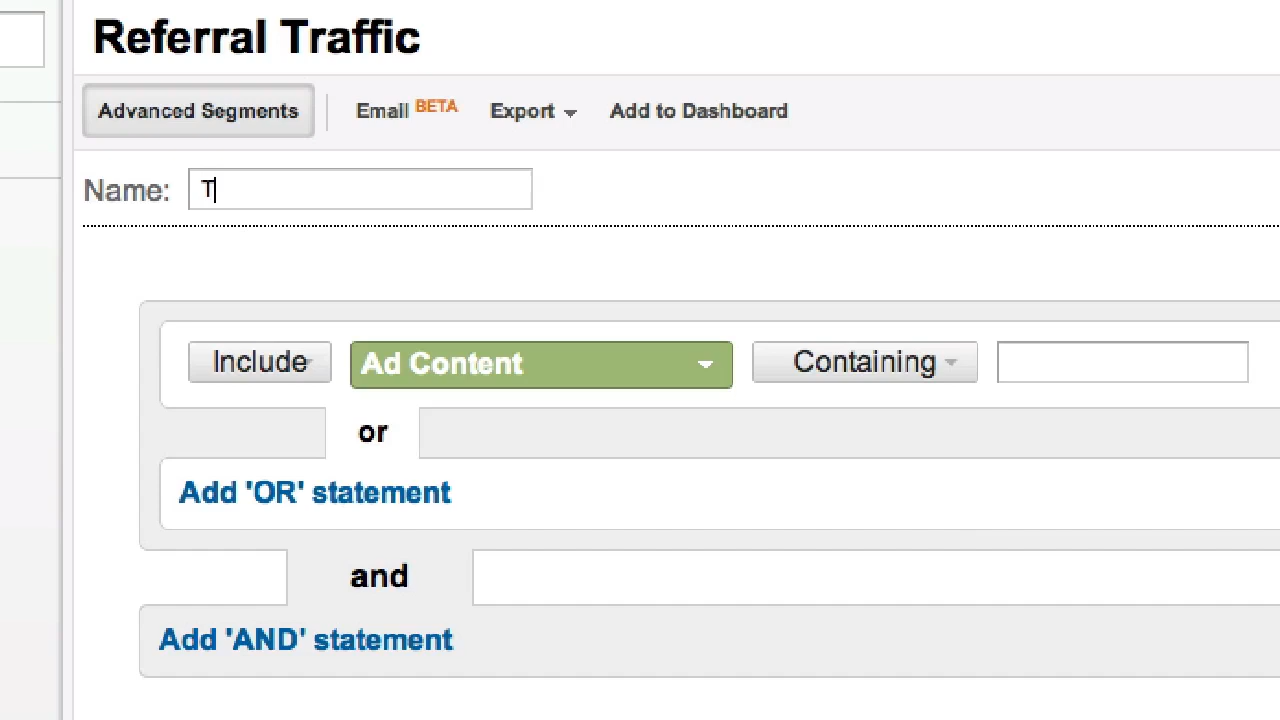 Referral Traffic
Advanced Segments Email BETA Export Add to Dashboard
Name: T
Include Ad Content Containing
or
Add 'OR' statement
and
Add 'AND' statement